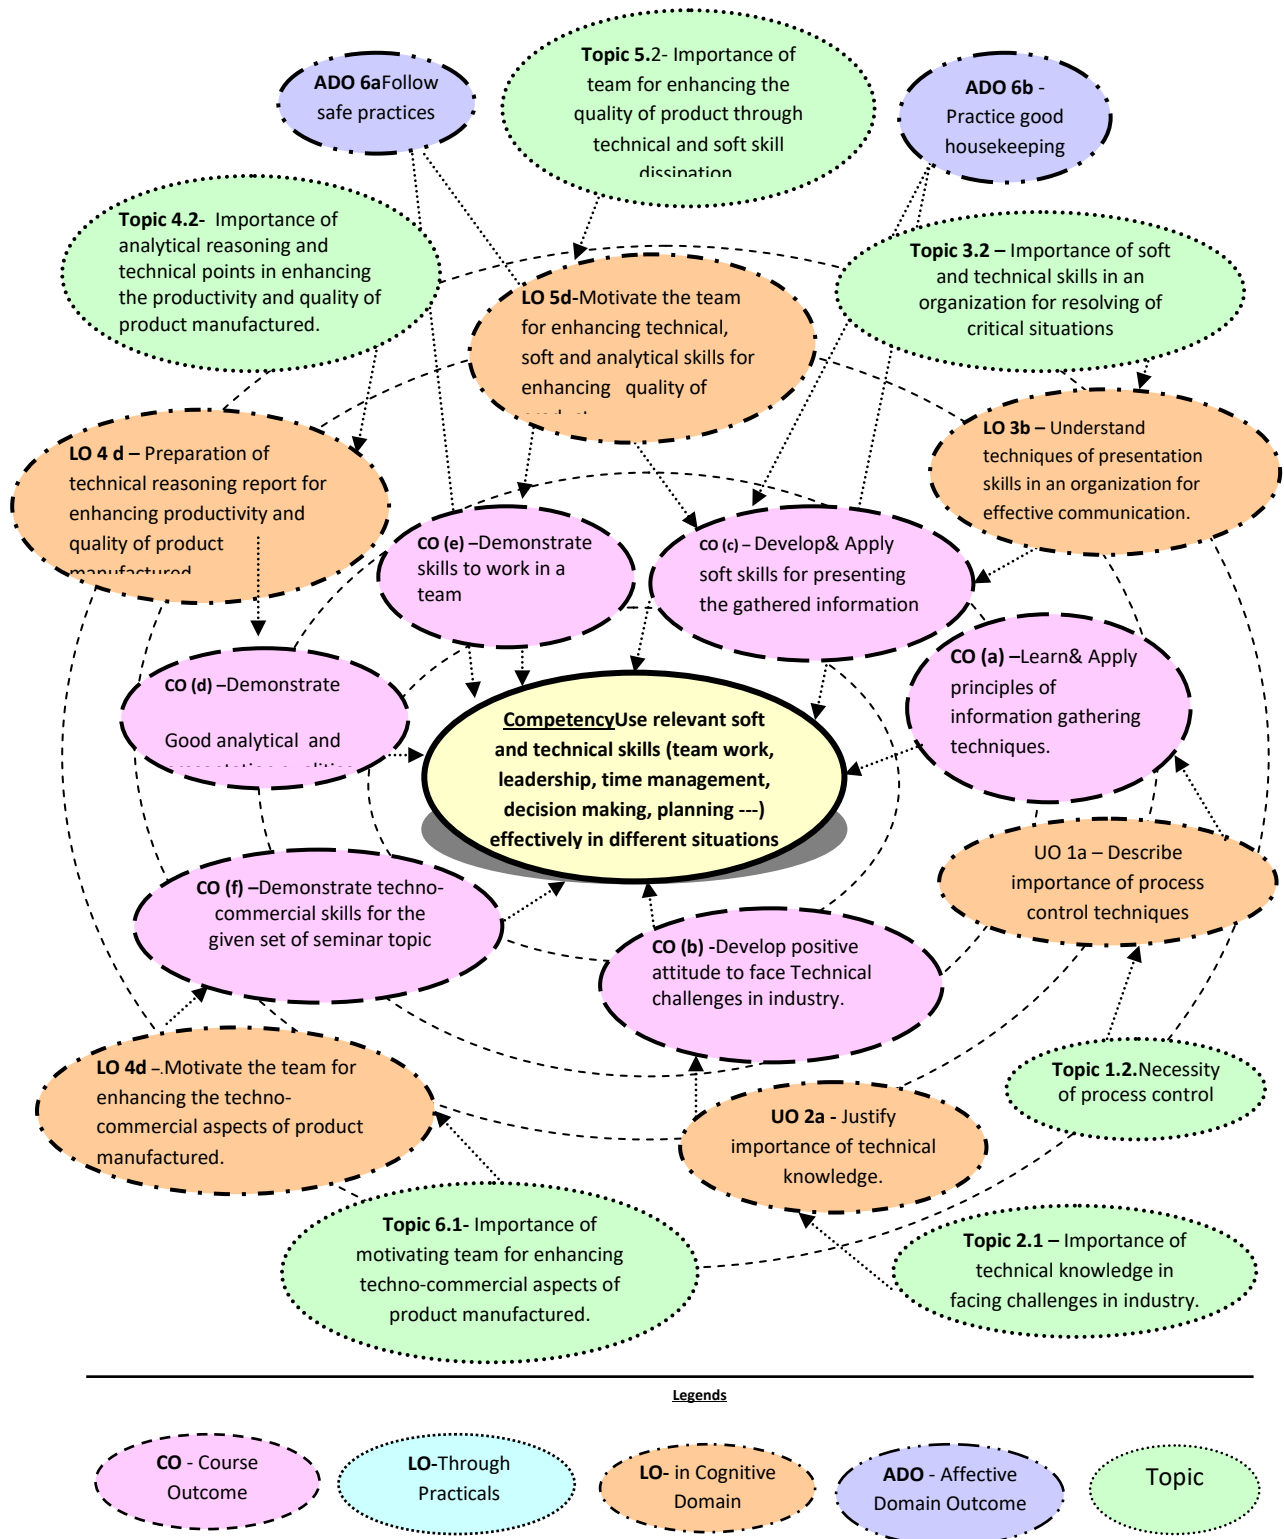 ADO 6aFollow
safe practices
Topic 5.2- Importance of
team for enhancing the
quality of product through
technical and soft skill
dissipation
ADO 6b -
Practice good
housekeeping
Topic 4.2- Importance of
analytical reasoning and
technical points in enhancing
the productivity and quality of
product manufactured.
Topic 3.2 – Importance of soft
and technical skills in an
organization for resolving of
critical situations
LO 5d-Motivate the team
for enhancing technical,
soft and analytical skills for
enhancing quality of
LO 4 d – Preparation of
technical reasoning report for
enhancing productivity and
quality of product
manufactured
LO 3b – Understand
techniques of presentation
skills in an organization for
effective communication.
CO (e) –Demonstrate
skills to work in a
team
CO (c) – Develop& Apply
soft skills for presenting
the gathered information
CO (a) –Learn& Apply
principles of
information gathering
techniques.
CO (d) –Demonstrate
Good analytical and
CompetencyUse relevant soft
and technical skills (team work,
leadership, time management,
decision making, planning ---)
effectively in different situations
UO 1a – Describe
importance of process
control techniques
CO (f) –Demonstrate techno-
commercial skills for the
given set of seminar topic
CO (b) -Develop positive
attitude to face Technical
challenges in industry.
LO 4d –.Motivate the team for
enhancing the techno-
commercial aspects of product
manufactured.
Topic 1.2.Necessity
of process control
UO 2a - Justify
importance of technical
knowledge.
Topic 6.1- Importance of
motivating team for enhancing
techno-commercial aspects of
product manufactured.
Topic 2.1 – Importance of
technical knowledge in
facing challenges in industry.
Legends
CO - Course
Outcome
LO-Through
Practicals
LO- in Cognitive
Domain
ADO - Affective
Domain Outcome
Topic